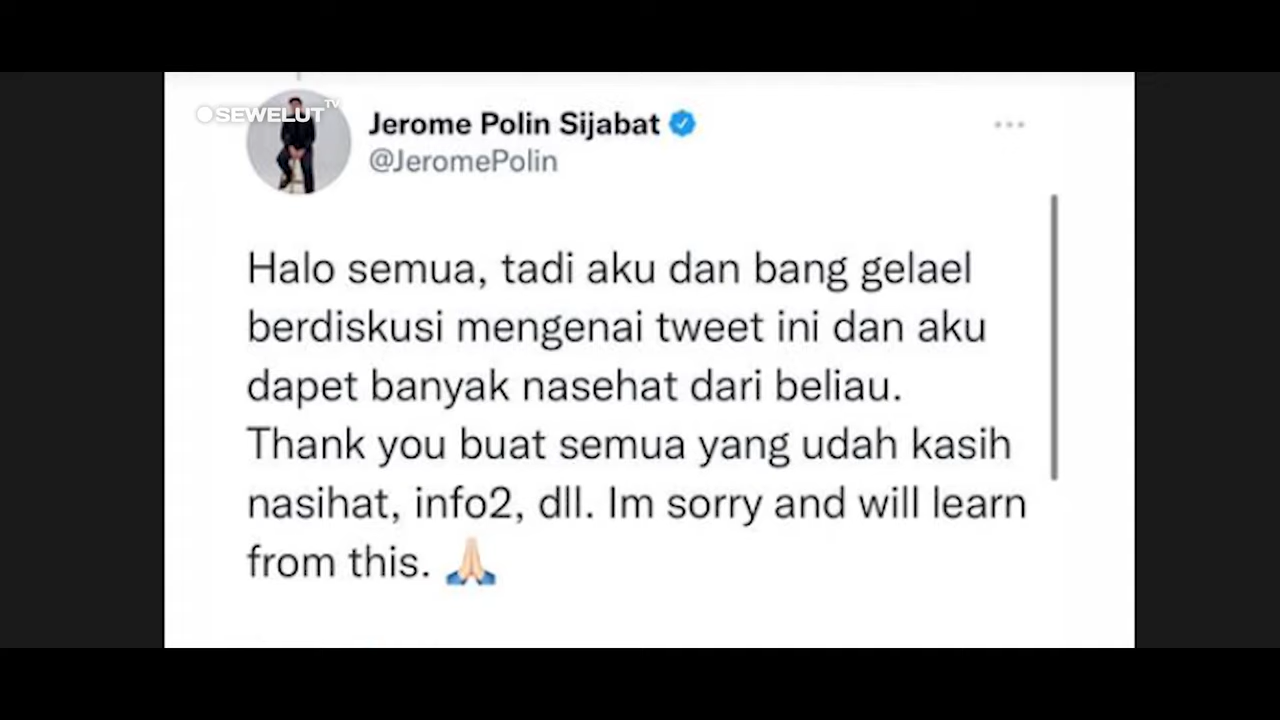 SEWELUT TV
Jerome Polin Sijabat
@JeromePolin
Halo semua, tadi aku dan bang gelael
berdiskusi mengenai tweet ini dan aku
dapet banyak nasehat dari beliau.
Thank you buat semua yang udah kasih
nasihat, info2, dll. Im sorry and will learn
from this. 🙏🏻